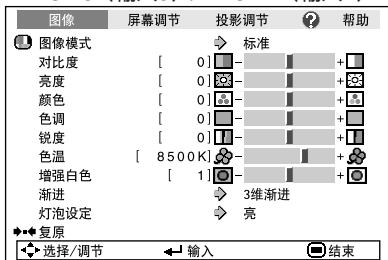 图像 屏幕调节 投影调节 ? 帮助
图像模式 标准
对比度 [ 0] - +
亮度 [ 0] - +
颜色 [ 0] - +
色调 [ 0] - +
锐度 [ 0] - +
色温 [ 8500K] - +
增强白色 [ 1] - +
渐进 3维渐进
灯泡设定 亮
复原
选择/调节 输入 结束